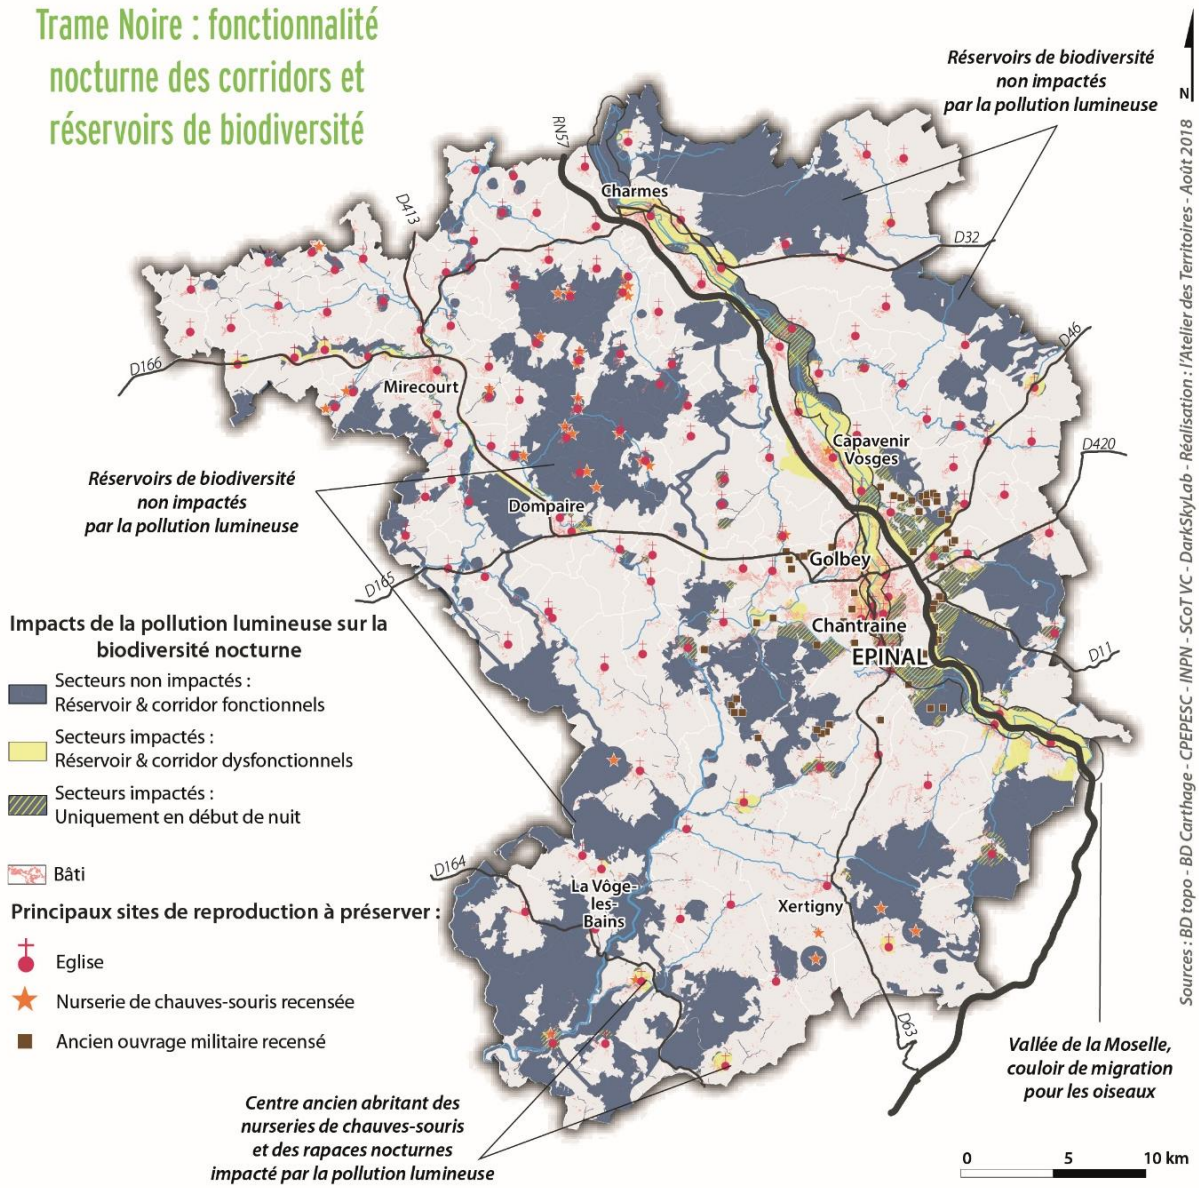 Trame Noire : fonctionnalité
nocturne des corridors et
réservoirs de biodiversité
Réservoirs de biodiversité
non impactés
par la pollution lumineuse
N
RN57
Charmes
D413
D32
D166
Mirecourt
D46
Capavenir
Vosges
D420
Réservoirs de biodiversité
non impactés
par la pollution lumineuse
Dompaire
Golbey
D165
Chantraine
EPINAL
D11
Impacts de la pollution lumineuse sur la
biodiversité nocturne
Secteurs non impactés :
Réservoir & corridor fonctionnels
Secteurs impactés :
Réservoir & corridor dysfonctionnels
Secteurs impactés :
Uniquement en début de nuit
Bâti
Principaux sites de reproduction à préserver :
Eglise
Nurserie de chauves-souris recensée
Ancien ouvrage militaire recensé
D164
La Vôge-
les-
Bains
Xertigny
D63
Vallée de la Moselle,
couloir de migration
pour les oiseaux
Centre ancien abritant des
nurseries de chauves-souris
et des rapaces nocturnes
impacté par la pollution lumineuse
0 5 10 km
Sources : BD topo - BD Carthage - CPEPESC - INPN - SCoT VC - DarkSkyLab - Réalisation : l'Atelier des Territoires - Août 2018